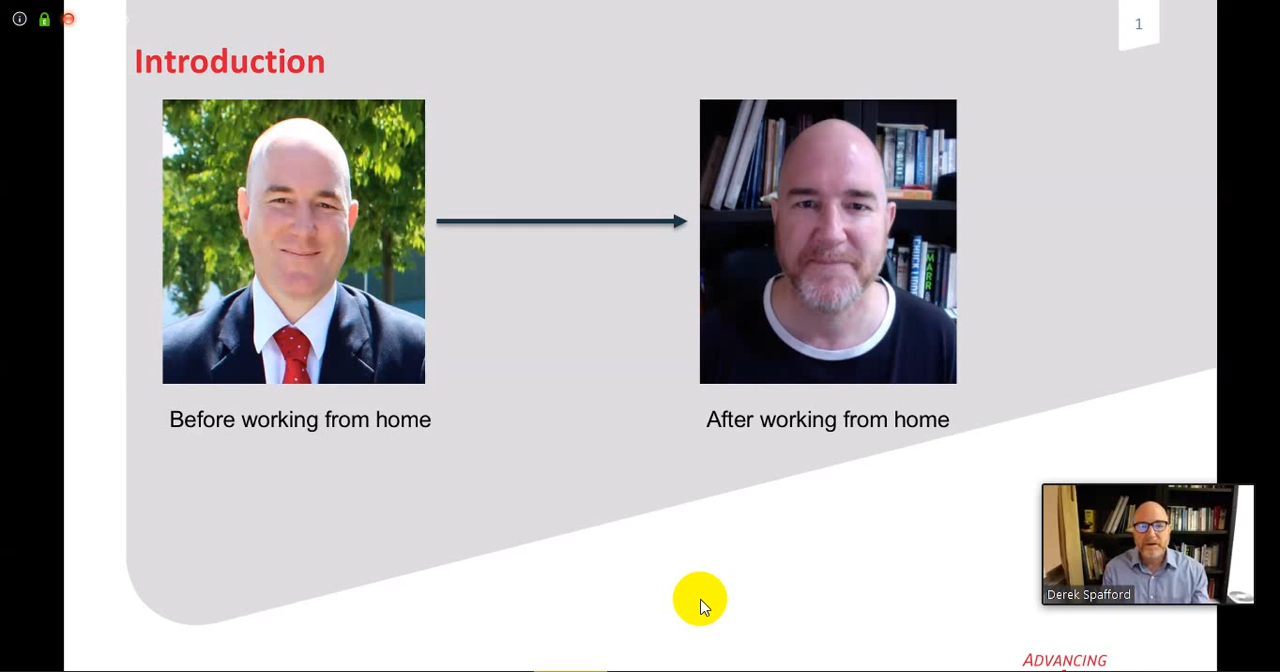 1
Introduction
Before working from home
After working from home
Derek Spafford
ADVANCING